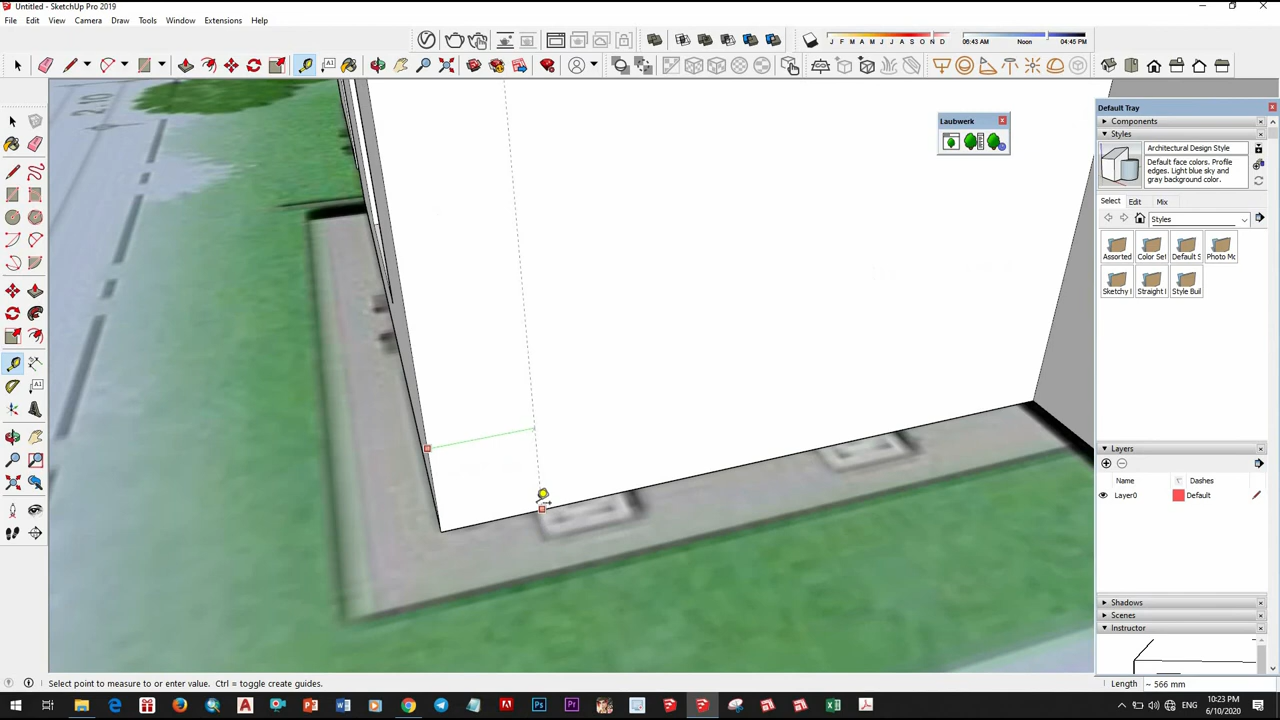 Untitled - SketchUp Pro 2019
File Edit View Camera Draw Tools Window Extensions Help
J F M A M J J A S O N D
06:43 AM Noon 04:45 PM
Default Tray
Components
Styles
Laubwerk
Architectural Design Style
Default face colors. Profile edges. Light blue sky and gray background color.
Select Edit Mix
Styles
Assorted Color Set Default S Photo Mo
Sketchy I Straight I Style Buil
Layers
Name Dashes
Layer0 Default
Shadows
Scenes
Instructor
Select point to measure to or enter value. Ctrl = toggle create guides.
Length ~ 566 mm
ENG
10:23 PM
6/10/2020